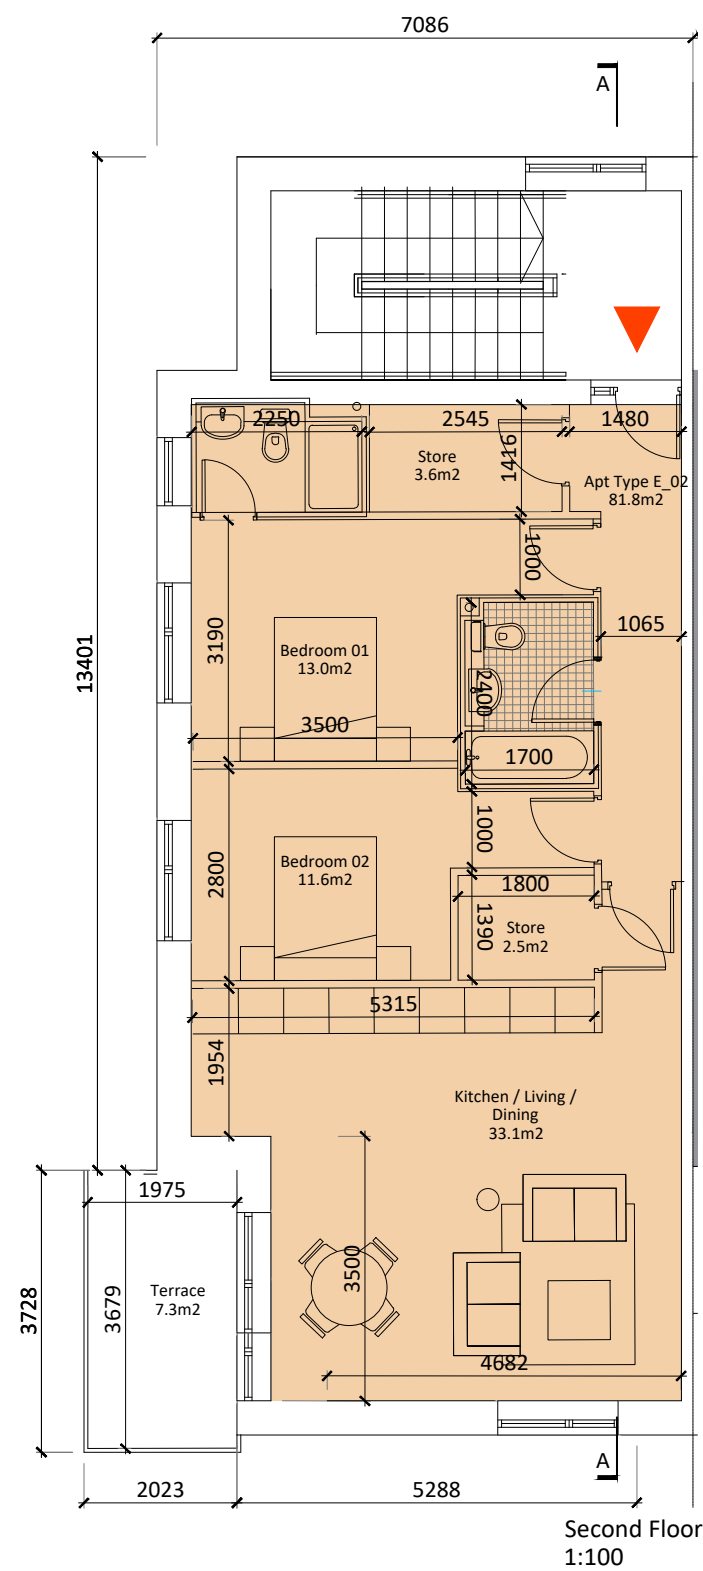 7086
A
2250
2545
1480
Store
3.6m2
1416
Apt Type E_02
81.8m2
1000
1065
3190
Bedroom 01
13.0m2
2400
13401
3500
1700
1000
2800
Bedroom 02
11.6m2
1800
1390
Store
2.5m2
5315
1954
Kitchen / Living /
Dining
33.1m2
1975
3500
3728
3679
Terrace
7.3m2
4682
A
2023
5288
Second Floor
1:100